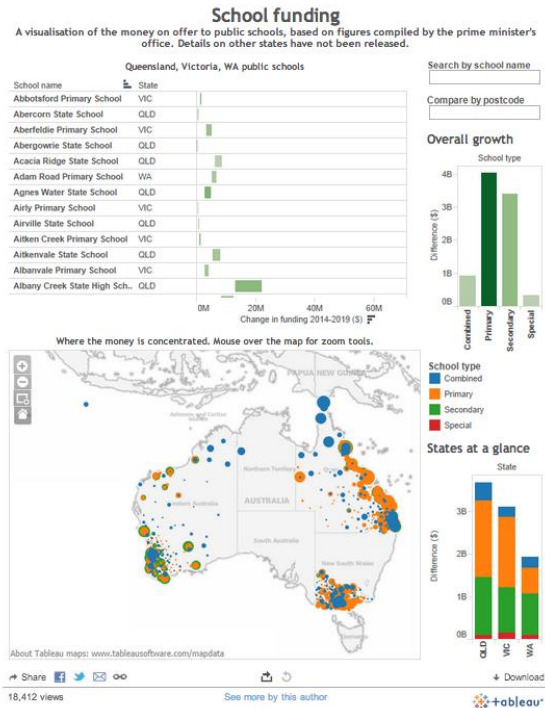 School funding
A visualisation of the money on offer to public schools, based on figures compiled by the prime minister's
office. Details on other states have not been released.
Queensland, Victoria, WA public schools
School name State
Abbotsford Primary School VIC
Abercorn State School QLD
Aberfeldie Primary School VIC
Abergowrie State School QLD
Acacia Ridge State School QLD
Adam Road Primary School WA
Agnes Water State School QLD
Airly Primary School VIC
Airville State School QLD
Aitken Creek Primary School VIC
Aitkenvale State School QLD
Albanvale Primary School VIC
Albany Creek State High Sch.. QLD
0M 20M 40M 60M
Change in funding 2014-2019 ($)
Search by school name
Compare by postcode
Overall growth
School type
4B
3B
2B
1B
0B
Difference ($)
Combined
Primary
Secondary
Special
Where the money is concentrated. Mouse over the map for zoom tools.
PAPUA NEW GUINEA
Northern Territory
Western Australia
AUSTRALIA
South Australia
New South Wales
Tasmania
About Tableau maps: www.tableausoftware.com/mapdata
School type
Combined
Primary
Secondary
Special
States at a glance
State
3B
2B
1B
0B
Difference ($)
QLD
VIC
WA
Share
Download
18,412 views
See more by this author
+ableau